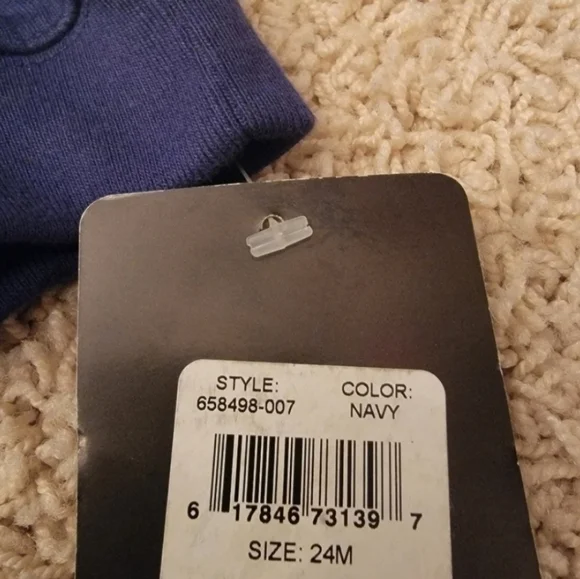 STYLE: COLOR:
658498-007 NAVY
6 17846 73139 7
SIZE: 24M